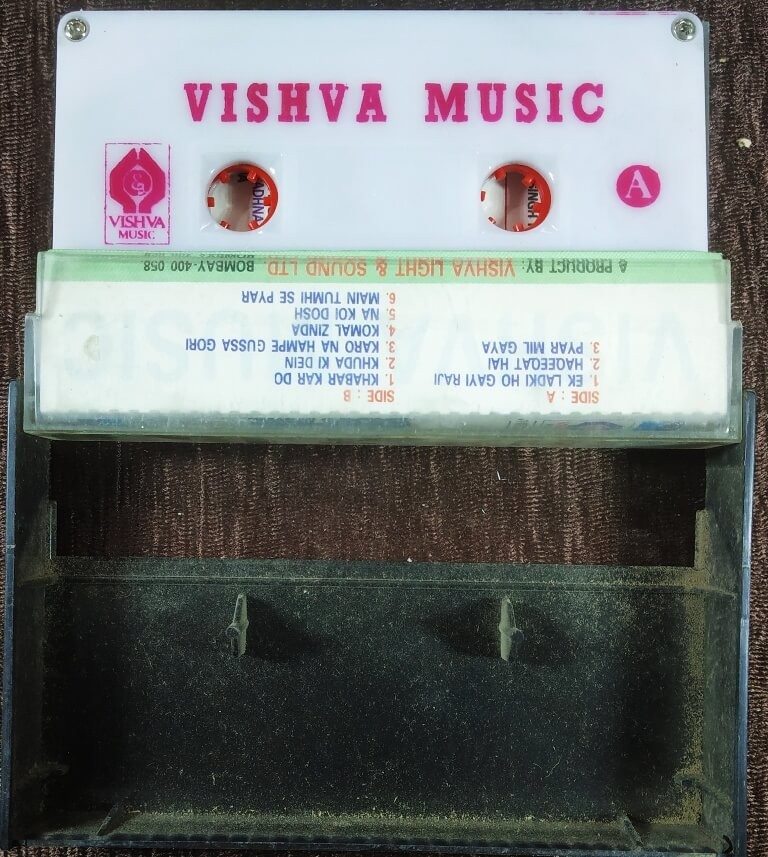 VISHVA MUSIC
VISHVA
MUSIC
A
ADHNA
SINGH
SIDE : A
1. EK LADKI HO GAYI RAJI
2. HAQEEQAT HAI
3. PYAR MIL GAYA
SIDE : B
1. KHABAR KAR DO
2. KHUDA KI DEIN
3. KARO NA HAMPE GUSSA GORI
4. KOMAL ZINDA
5. NA KOI DOSH
6. MAIN TUMHI SE PYAR
A PRODUCT BY: VISHVA LIGHT & SOUND LTD. BOMBAY-400 058